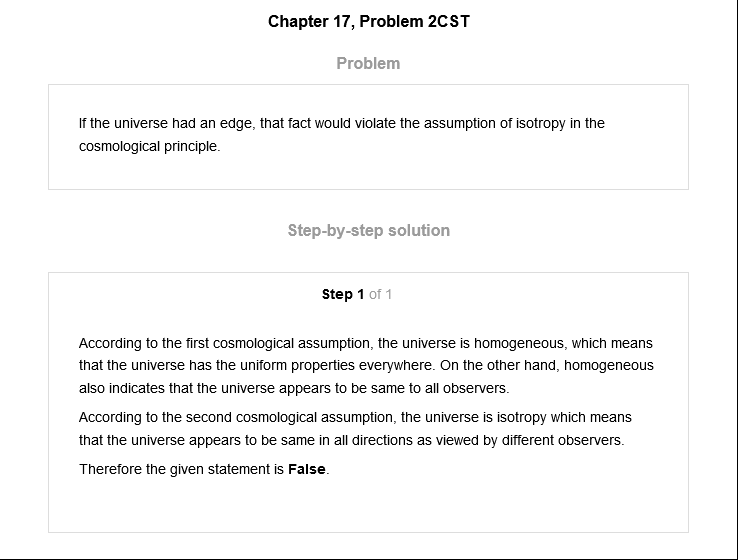 Chapter 17, Problem 2CST
Problem
If the universe had an edge, that fact would violate the assumption of isotropy in the
cosmological principle.
Step-by-step solution
Step 1 of 1
According to the first cosmological assumption, the universe is homogeneous, which means
that the universe has the uniform properties everywhere. On the other hand, homogeneous
also indicates that the universe appears to be same to all observers.
According to the second cosmological assumption, the universe is isotropy which means
that the universe appears to be same in all directions as viewed by different observers.
Therefore the given statement is False.